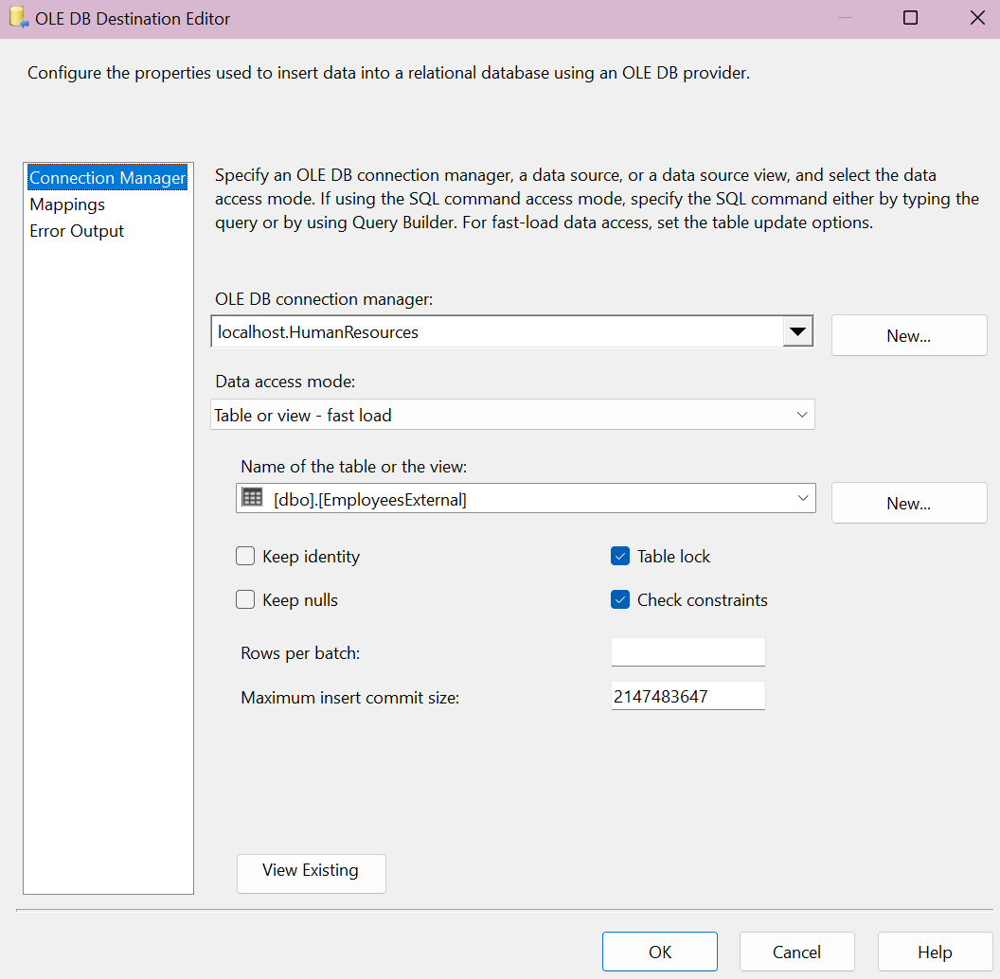 OLE DB Destination Editor
Configure the properties used to insert data into a relational database using an OLE DB provider.
Connection Manager
Mappings
Error Output
Specify an OLE DB connection manager, a data source, or a data source view, and select the data
access mode. If using the SQL command access mode, specify the SQL command either by typing the
query or by using Query Builder. For fast-load data access, set the table update options.
OLE DB connection manager:
localhost.HumanResources
New...
Data access mode:
Table or view - fast load
Name of the table or the view:
[dbo].[EmployeesExternal]
New...
Keep identity
Table lock
Keep nulls
Check constraints
Rows per batch:
Maximum insert commit size:
2147483647
View Existing
OK
Cancel
Help